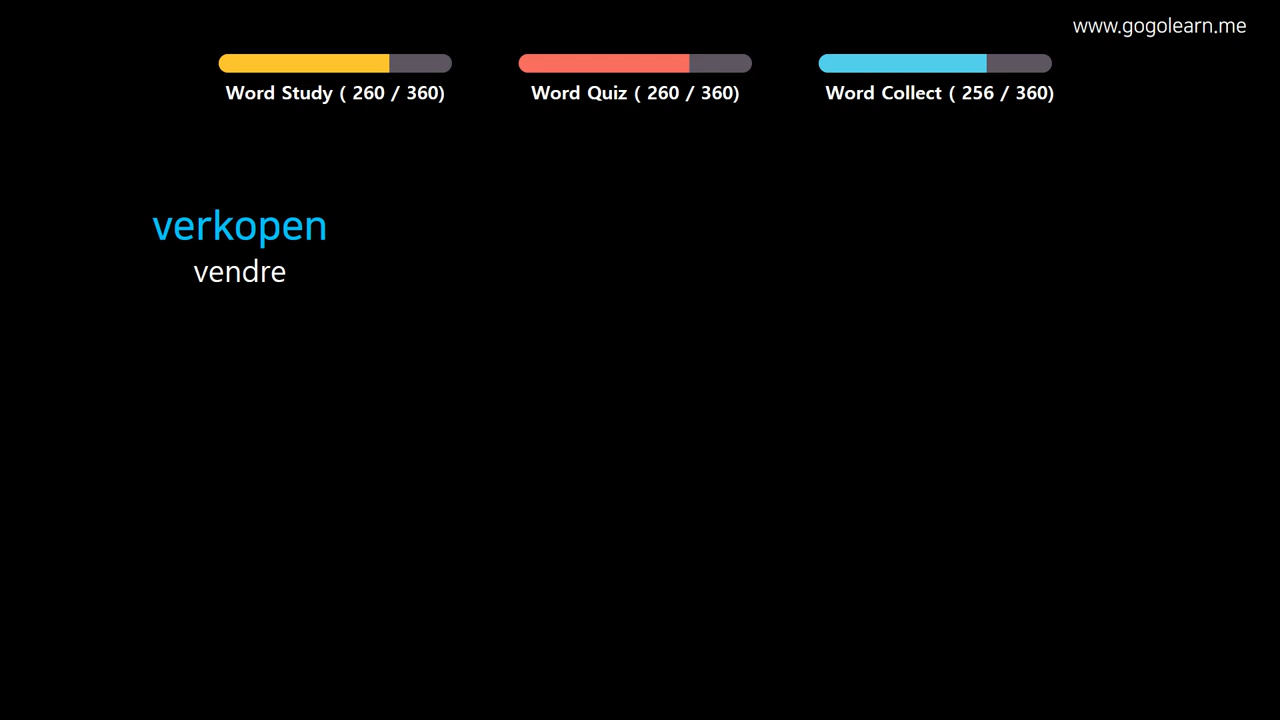 www.gogolearn.me
Word Study ( 260 / 360)
Word Quiz ( 260 / 360)
Word Collect ( 256 / 360)
verkopen
vendre